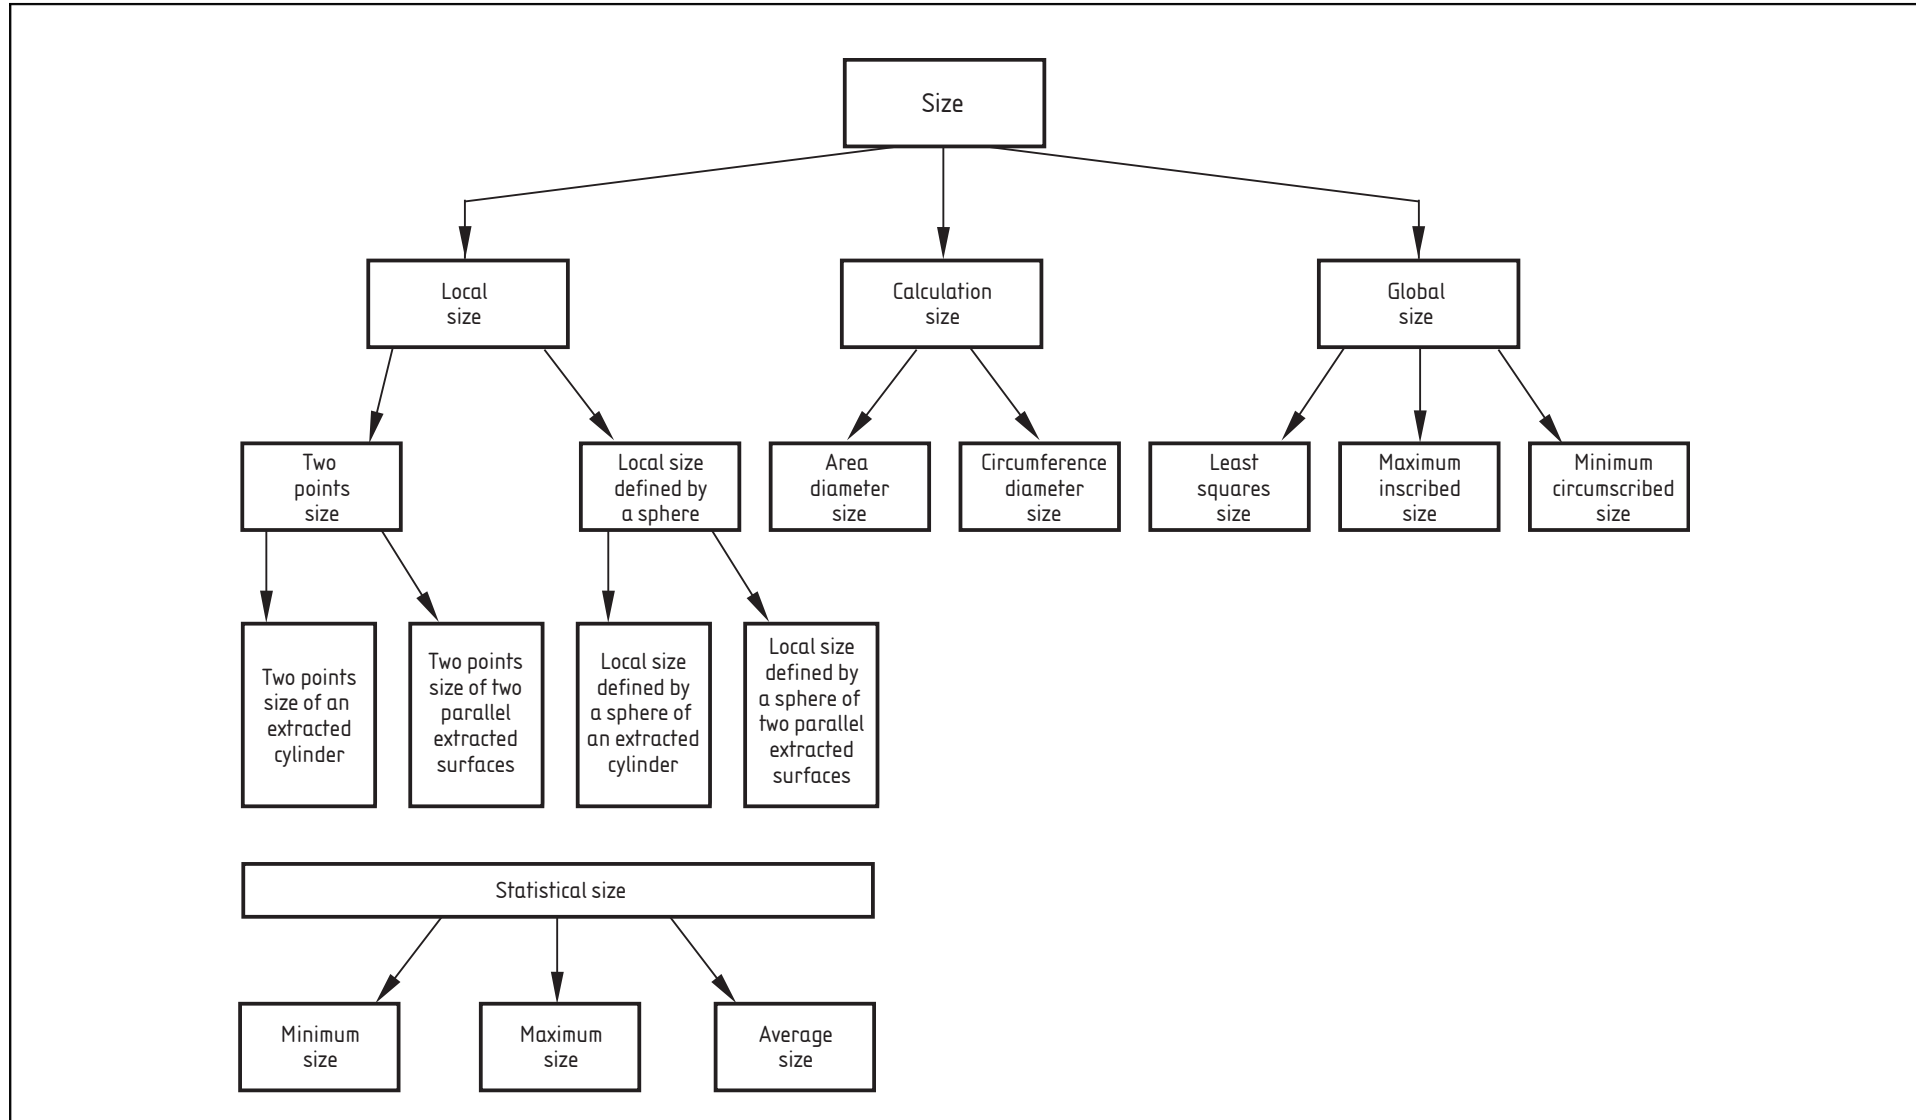 Size
Local
size
Calculation
size
Global
size
Two
points
size
Local size
defined by
a sphere
Area
diameter
size
Circumference
diameter
size
Least
squares
size
Maximum
inscribed
size
Minimum
circumscribed
size
Two points
size of an
extracted
cylinder
Two points
size of two
parallel
extracted
surfaces
Local size
defined by
a sphere of
an extracted
cylinder
Local size
defined by
a sphere of
two parallel
extracted
surfaces
Statistical size
Minimum
size
Maximum
size
Average
size